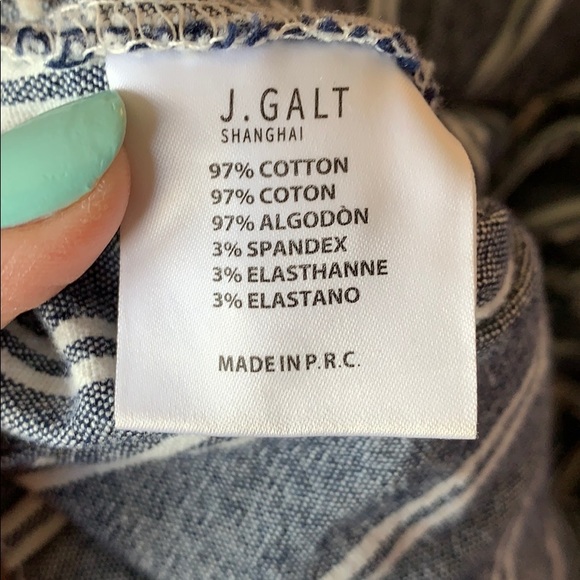 J.GALT
SHANGHAI
97% COTTON
97% COTON
97% ALGODÒN
3% SPANDEX
3% ELASTHANNE
3% ELASTANO
MADE IN P.R.C.